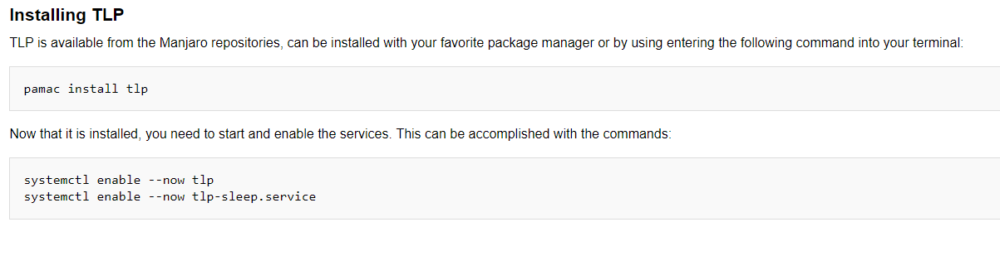 Installing TLP
TLP is available from the Manjaro repositories, can be installed with your favorite package manager or by using entering the following command into your terminal:
pamac install tlp
Now that it is installed, you need to start and enable the services. This can be accomplished with the commands:
systemctl enable --now tlp
systemctl enable --now tlp-sleep.service